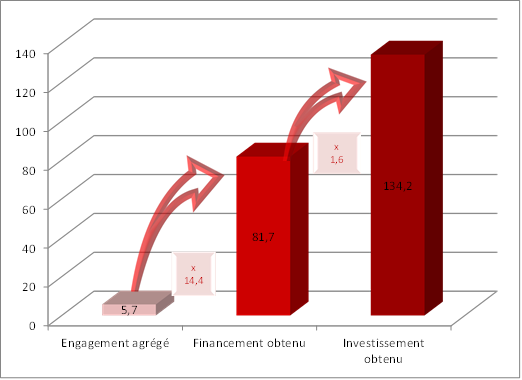 140
120
100
80
60
40
20
0
x
14,4
x
1,6
5,7
81,7
134,2
Engagement agrégé
Financement obtenu
Investissement
obtenu